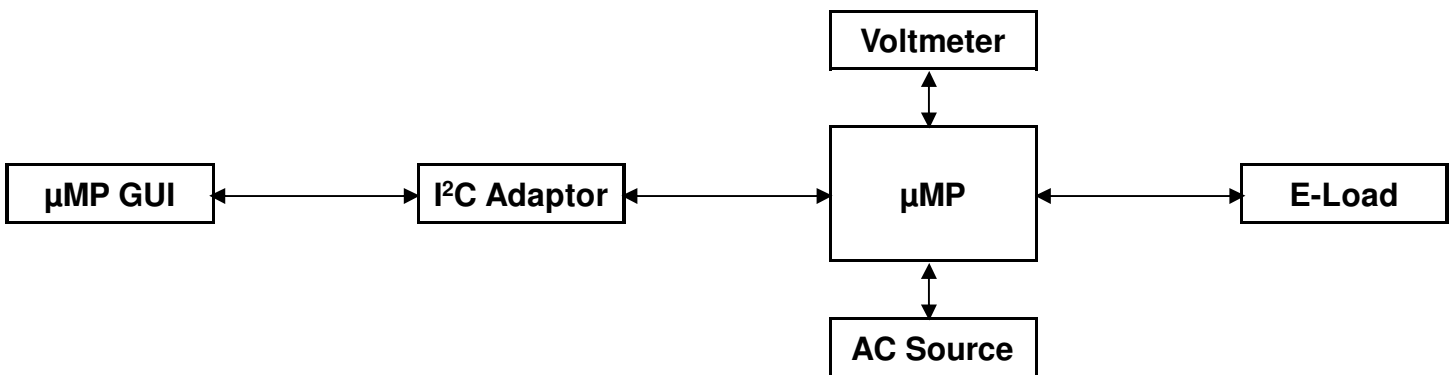 Voltmeter
µMP GUI
I²C Adaptor
µMP
E-Load
AC Source